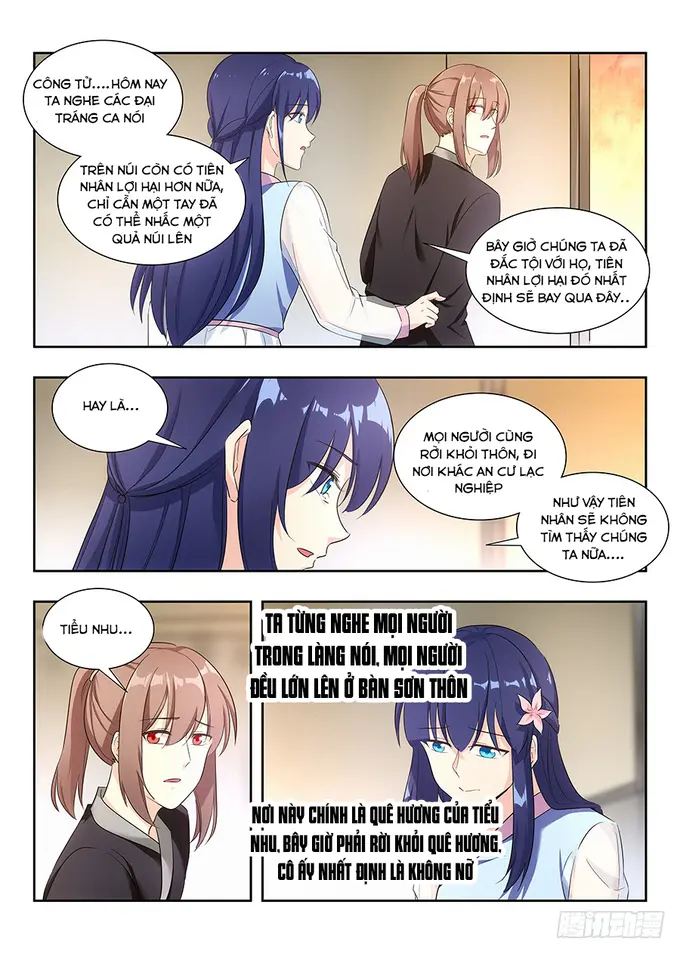 CÔNG TỬ....HÔM NAY
TA NGHE CÁC ĐẠI
TRÁNG CA NÓI
TRÊN NÚI CÒN CÓ TIÊN
NHÂN LỢI HẠI HƠN NỮA,
CHỈ CẦN MỘT TAY ĐÃ
CÓ THỂ NHẤC MỘT
QUẢ NÚI LÊN
BÂY GIỜ CHÚNG TA ĐÃ
ĐẮC TỘI VỚI HỌ, TIÊN
NHÂN LỢI HẠI ĐÓ NHẤT
ĐỊNH SẼ BAY QUA ĐÂY..
HAY LÀ...
MỌI NGƯỜI CÙNG
RỜI KHỎI THÔN, ĐI
NƠI KHÁC AN CƯ LẠC
NGHIỆP
NHƯ VẬY TIÊN
NHÂN SẼ KHÔNG
TÌM THẤY CHÚNG
TA NỮA....
TIỂU NHU...
TA TỪNG NGHE MỌI NGƯỜI
TRONG LÀNG NÓI, MỌI NGƯỜI
ĐỀU LỚN LÊN Ở BÀN SƠN THÔN
NƠI NÀY CHÍNH LÀ QUÊ HƯƠNG CỦA TIỂU
NHU, BÂY GIỜ PHẢI RỜI KHỎI QUÊ HƯƠNG,
CÔ ẤY NHẤT ĐỊNH LÀ KHÔNG NỠ
腾讯动漫